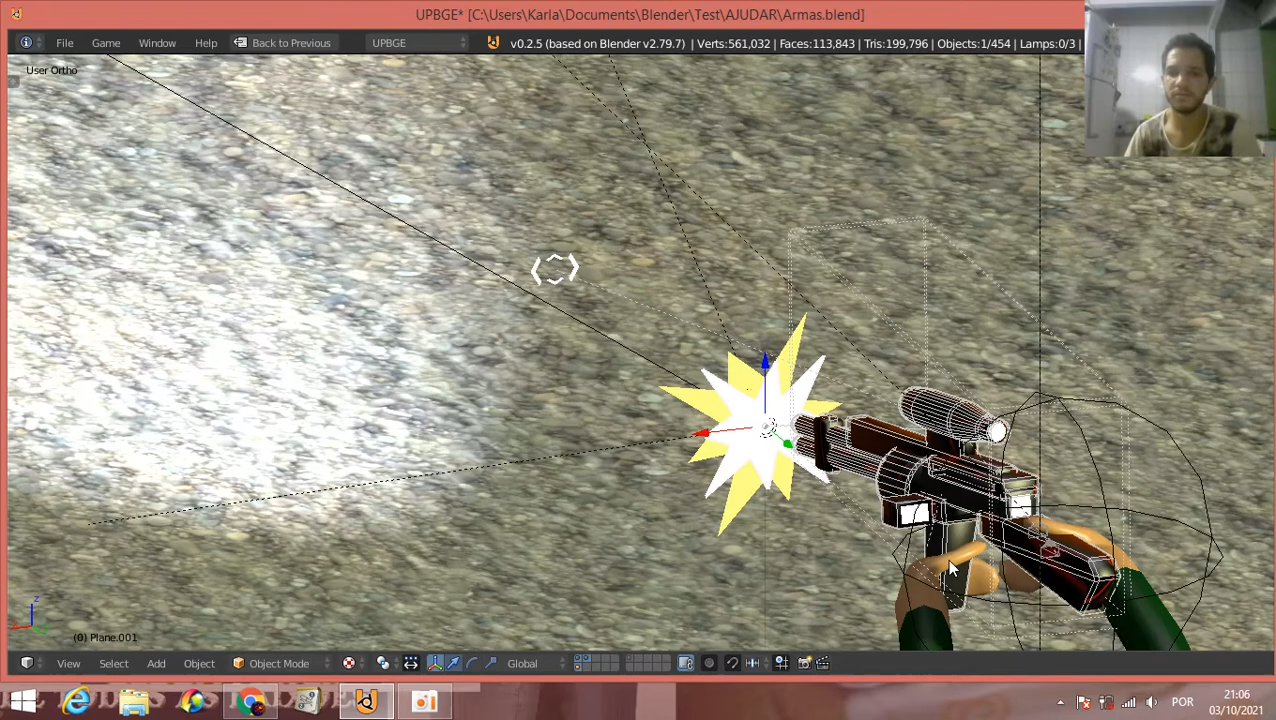 UPBGE* [C:\Users\Karla\Documents\Blender\Test\AJUDAR\Armas.blend]
File Game Window Help Back to Previous UPBGE v0.2.5 (based on Blender v2.79.7) | Verts:561,032 | Faces:113,843 | Tris:199,796 | Objects:1/454 | Lamps:0/3 |
User Ortho
z
(0) Plane.001
View Select Add Object Object Mode Global
POR
21:06
03/10/2021